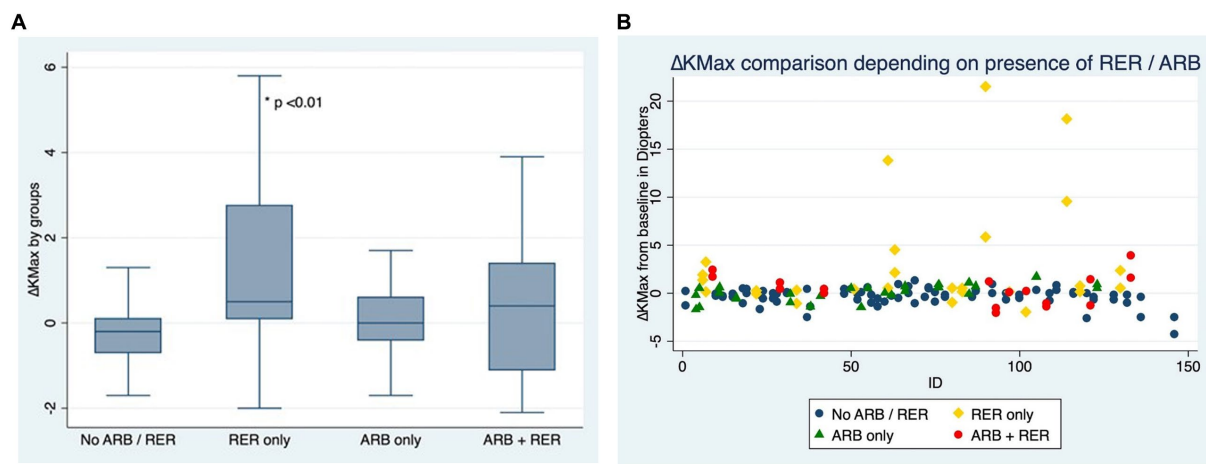 A
ΔKMax by groups
6
4
2
0
-2
* p <0.01
No ARB / RER
RER only
ARB only
ARB + RER
B
ΔKMax comparison depending on presence of RER / ARB
ΔKMax from baseline in Diopters
20
15
10
5
0
-5
0
50
100
150
ID
No ARB / RER
RER only
ARB only
ARB + RER